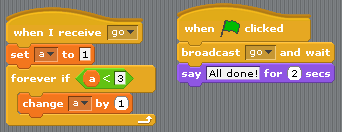 when I receive go
set a to 1
forever if a < 3
change a by 1
when clicked
broadcast go and wait
say All done! for 2 secs